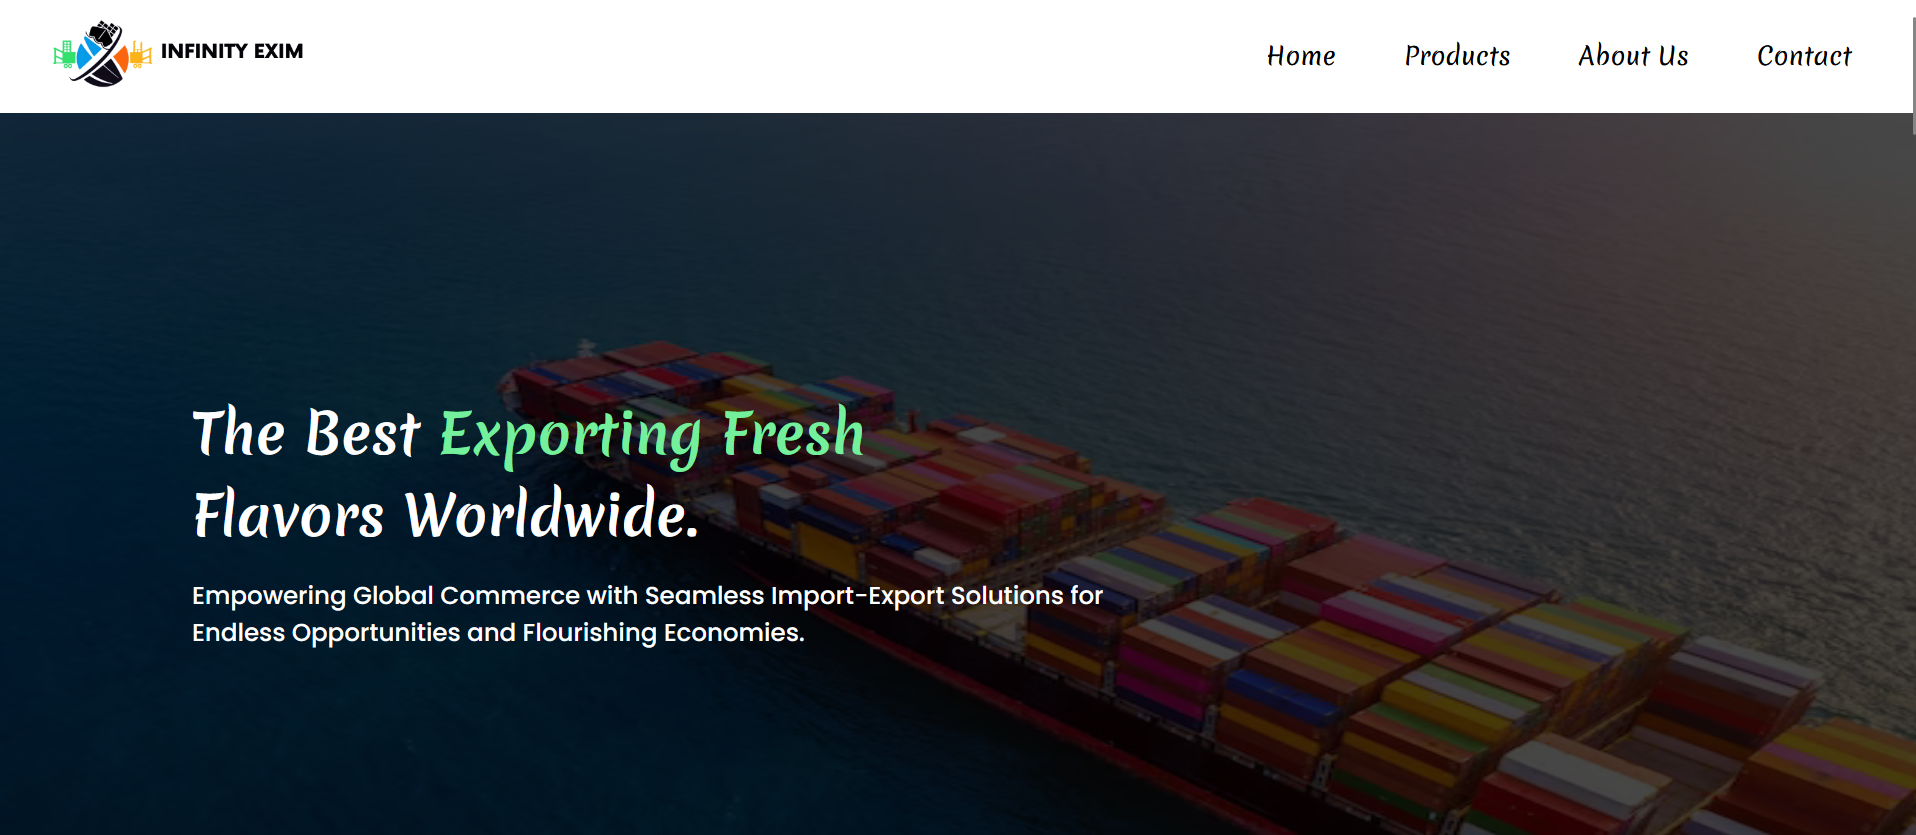 INFINITY EXIM
Home Products About Us Contact
The Best Exporting Fresh
Flavors Worldwide.
Empowering Global Commerce with Seamless Import-Export Solutions for
Endless Opportunities and Flourishing Economies.